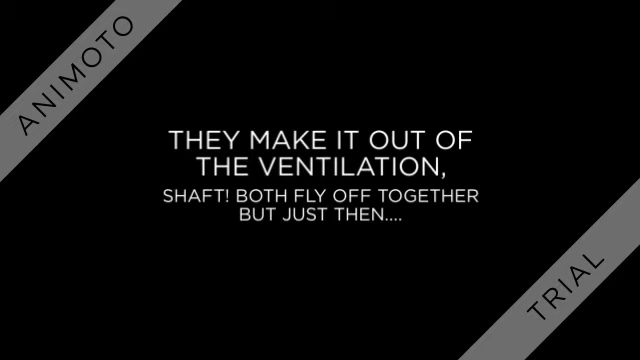 ANIMOTO
THEY MAKE IT OUT OF
THE VENTILATION,
SHAFT! BOTH FLY OFF TOGETHER
BUT JUST THEN....
TRIAL